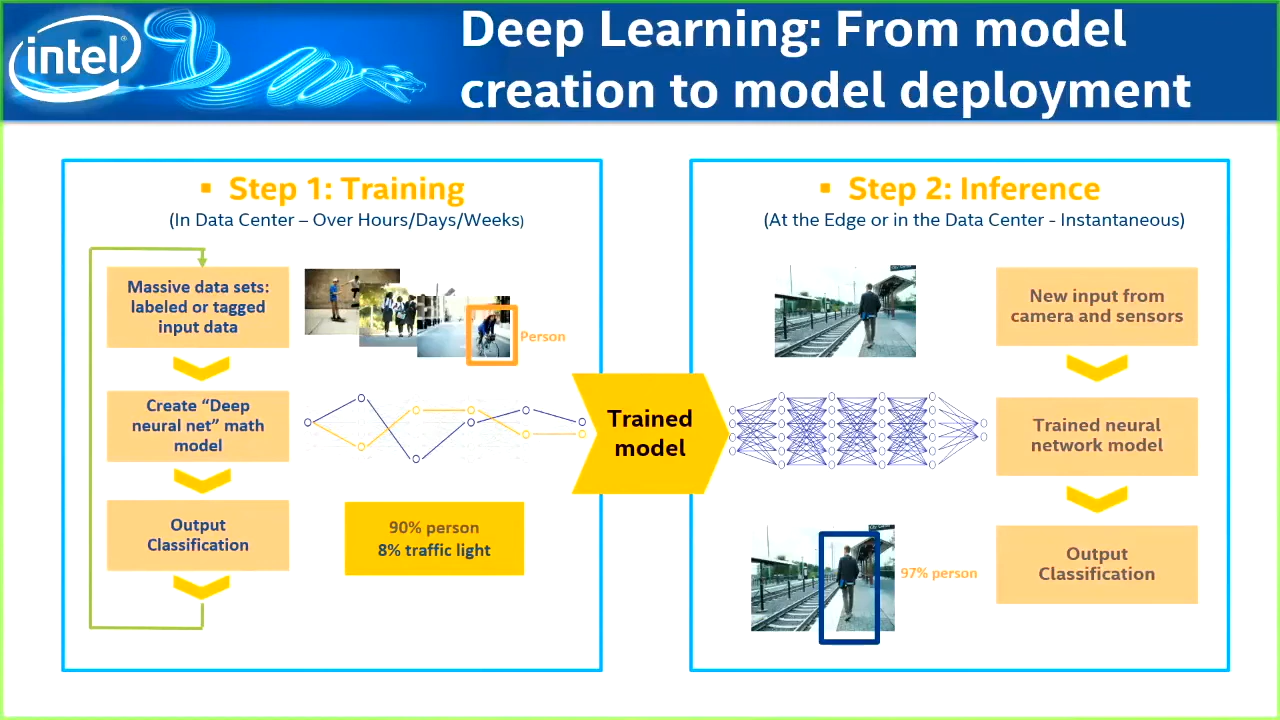 intel
Deep Learning: From model
creation to model deployment
▪ Step 1: Training
(In Data Center – Over Hours/Days/Weeks)
Massive data sets:
labeled or tagged
input data
Person
Create “Deep
neural net” math
model
Output
Classification
90% person
8% traffic light
Trained
model
▪ Step 2: Inference
(At the Edge or in the Data Center - Instantaneous)
New input from
camera and sensors
Trained neural
network model
97% person
Output
Classification